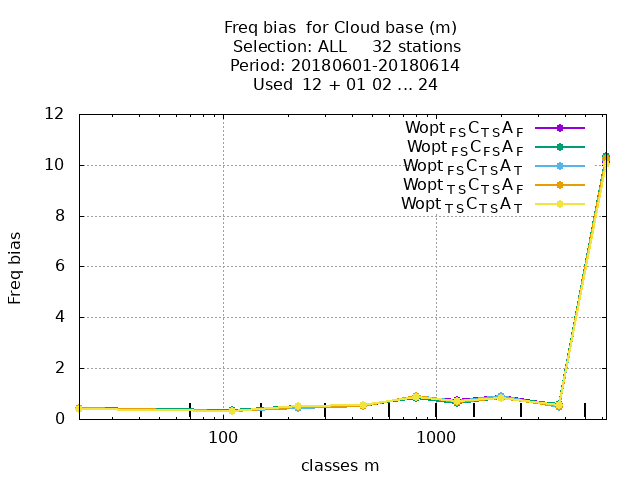 Freq bias  for Cloud base (m)
Selection: ALL     32 stations
Period: 20180601-20180614
Used  12 + 01 02 ... 24
12
10
8
6
4
2
0
Freq bias
Wopt FS C TS A F
Wopt FS C FS A F
Wopt FS C TS A T
Wopt TS C TS A F
Wopt TS C TS A T
100
1000
classes m